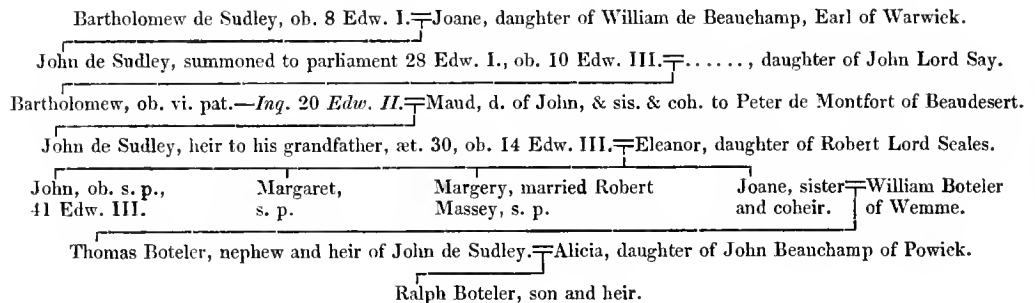 Bartholomew de Sudley, ob. 8 Edw. I.=Joane, daughter of William de Beauchamp, Earl of Warwick.
John de Sudley, summoned to parliament 28 Edw. I., ob. 10 Edw. III.=......, daughter of John Lord Say.
Bartholomew, ob. vi. pat.—Inq. 20 Edw. II.=Maud, d. of John, & sis. & coh. to Peter de Montfort of Beaudesert.
John de Sudley, heir to his grandfather, æt. 30, ob. 14 Edw. III.=Eleanor, daughter of Robert Lord Scales.
John, ob. s. p., Margaret, Margery, married Robert Joane, sister=William Boteler
41 Edw. III. s. p. Massey, s. p. and coheir. of Wemme.
Thomas Boteler, nephew and heir of John de Sudley.=Alicia, daughter of John Beauchamp of Powick.
Ralph Boteler, son and heir.